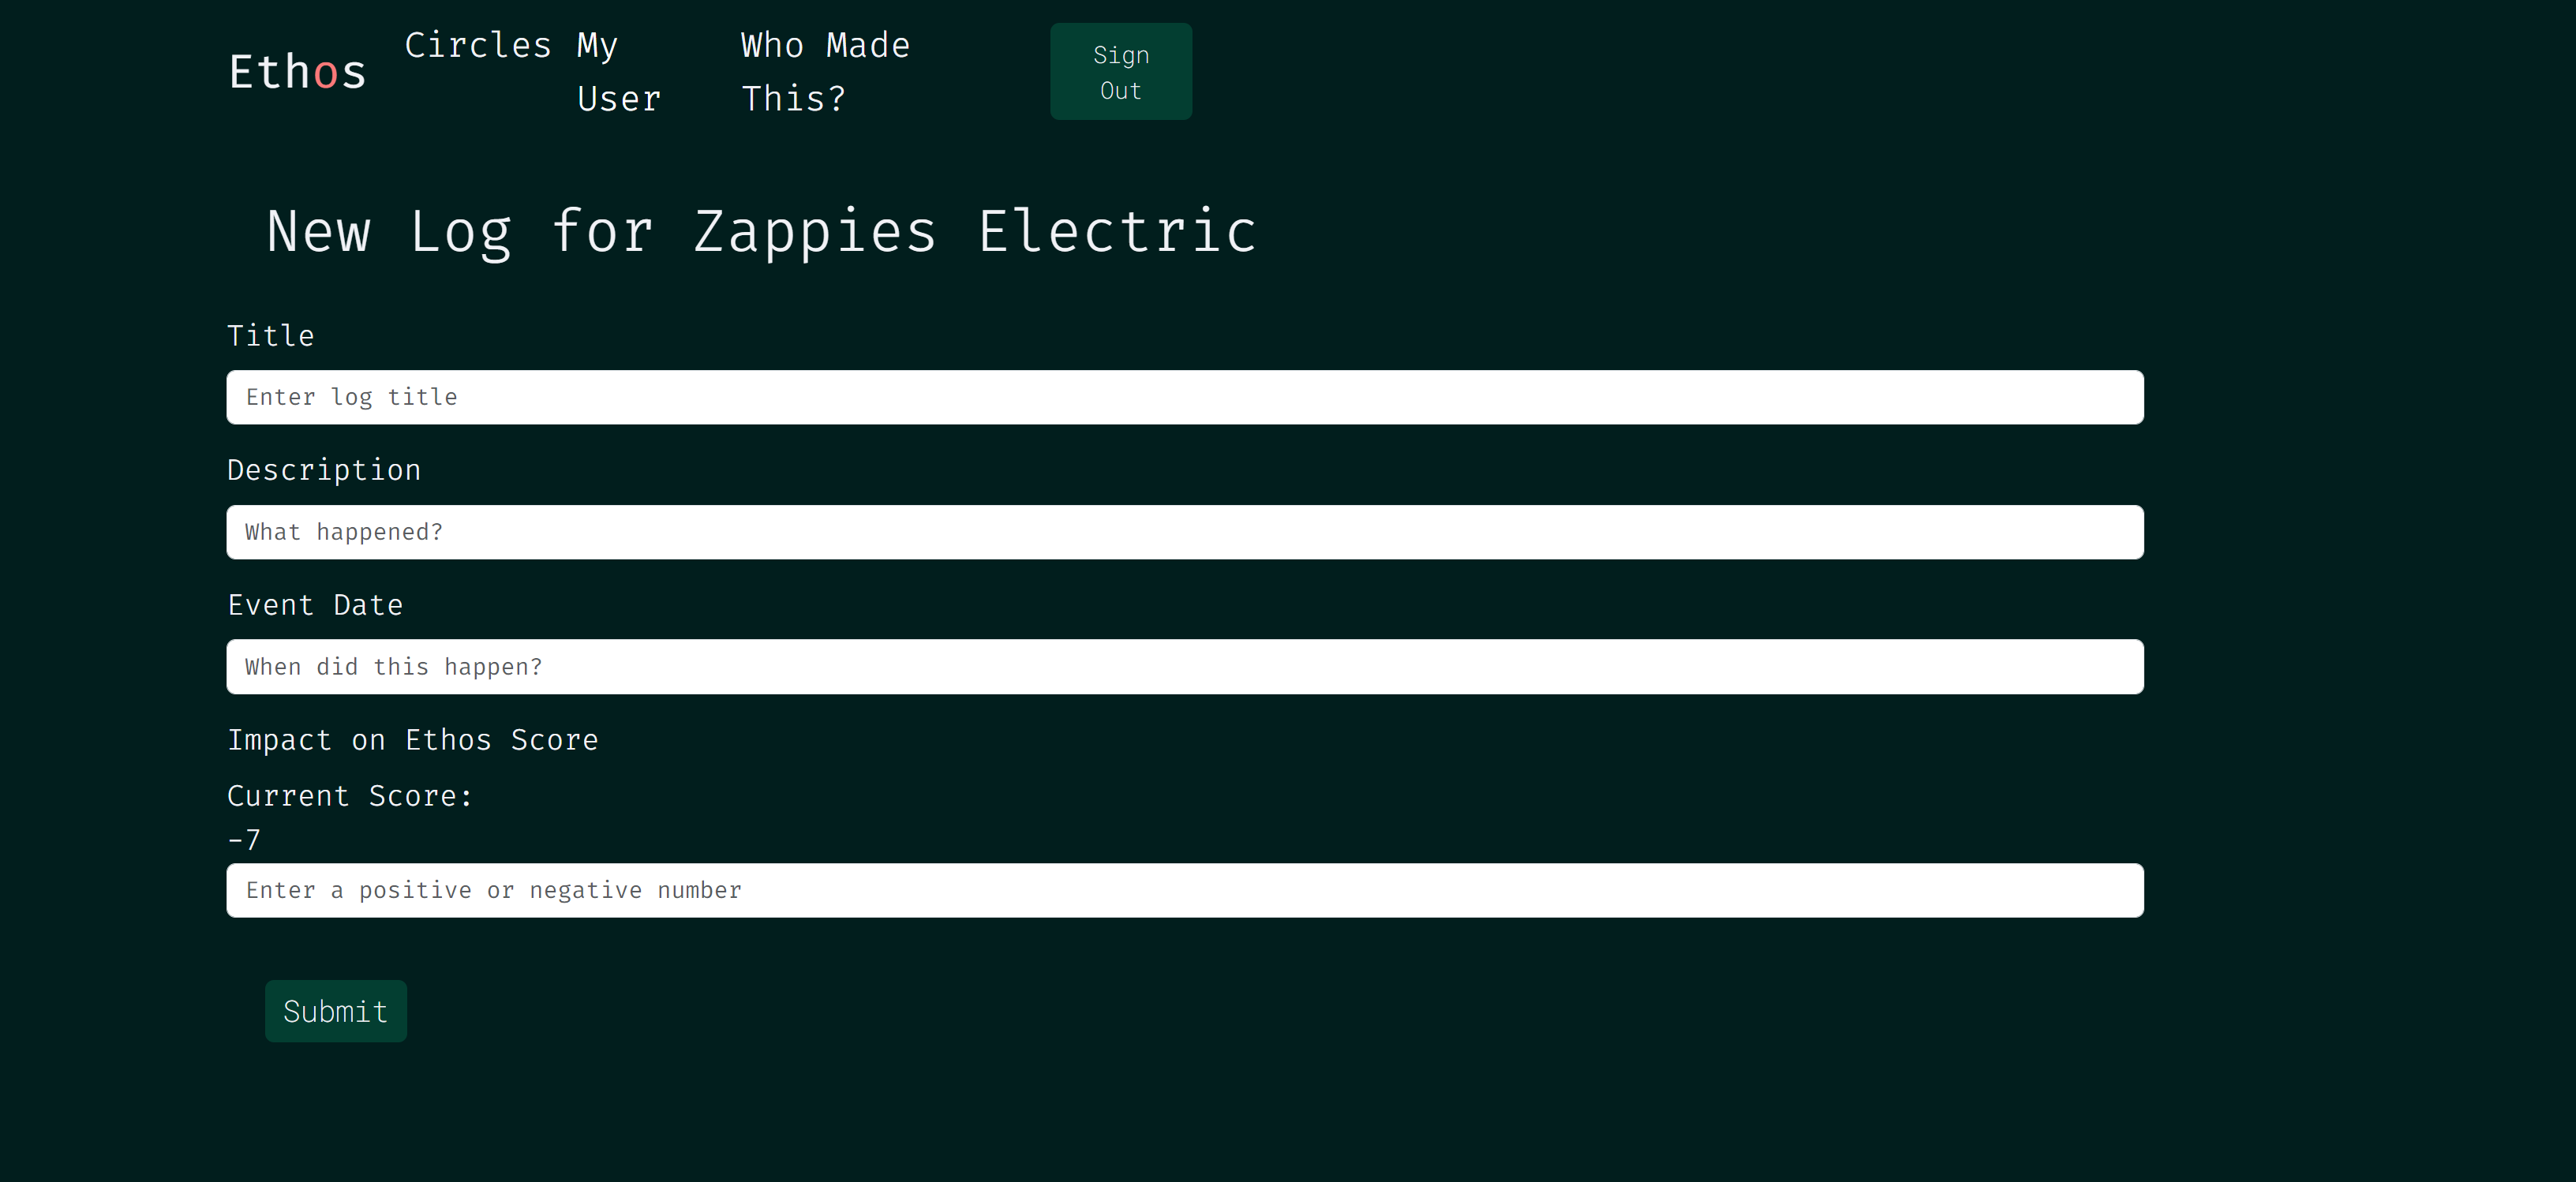 Ethos
Circles
My User
Who Made This?
Sign Out
New Log for Zappies Electric
Title
Enter log title
Description
What happened?
Event Date
When did this happen?
Impact on Ethos Score
Current Score:
-7
Enter a positive or negative number
Submit